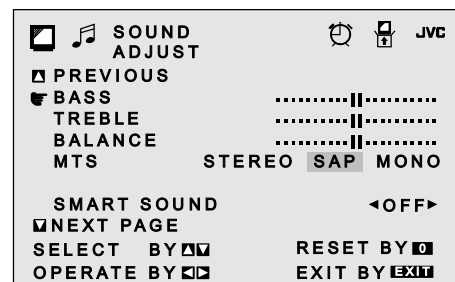 SOUND JVC
ADJUST
PREVIOUS
BASS
TREBLE
BALANCE
MTS STEREO SAP MONO
SMART SOUND ◄OFF►
NEXT PAGE
SELECT BY RESET BY 0
OPERATE BY EXIT BY EXIT